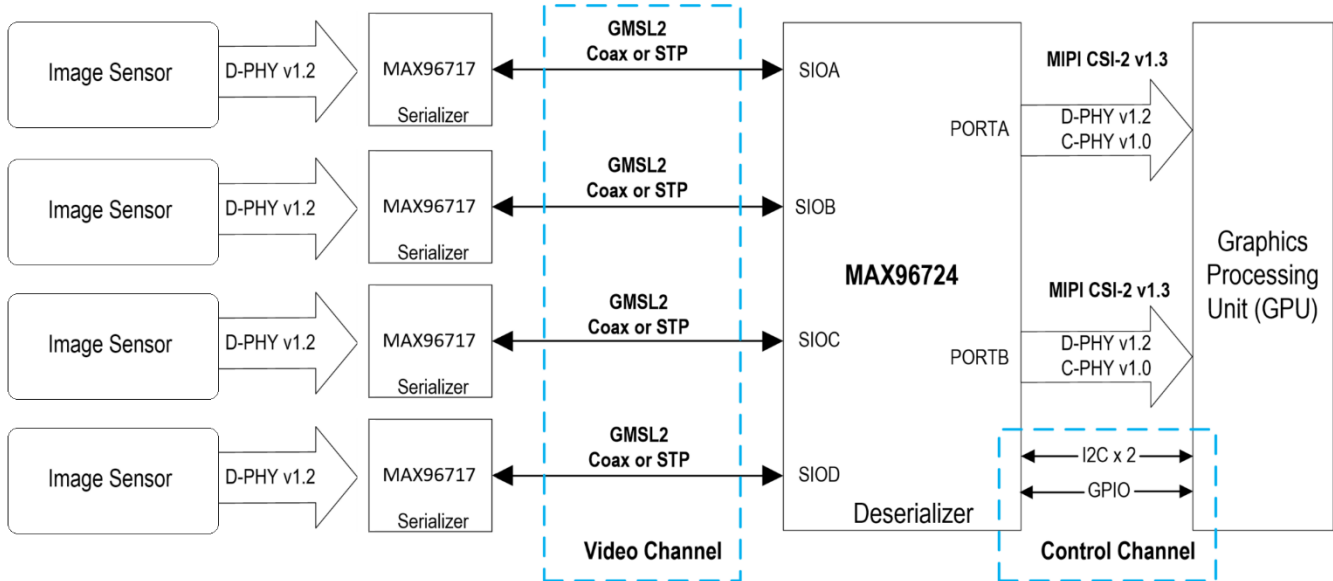 Image Sensor
D-PHY v1.2
MAX96717
Serializer
GMSL2
Coax or STP
SIOA
Image Sensor
D-PHY v1.2
MAX96717
Serializer
GMSL2
Coax or STP
SIOB
Image Sensor
D-PHY v1.2
MAX96717
Serializer
GMSL2
Coax or STP
SIOC
Image Sensor
D-PHY v1.2
MAX96717
Serializer
GMSL2
Coax or STP
SIOD
Video Channel
MAX96724
Deserializer
PORTA
MIPI CSI-2 v1.3
D-PHY v1.2
C-PHY v1.0
PORTB
MIPI CSI-2 v1.3
D-PHY v1.2
C-PHY v1.0
I2C x 2
GPIO
Control Channel
Graphics
Processing
Unit (GPU)